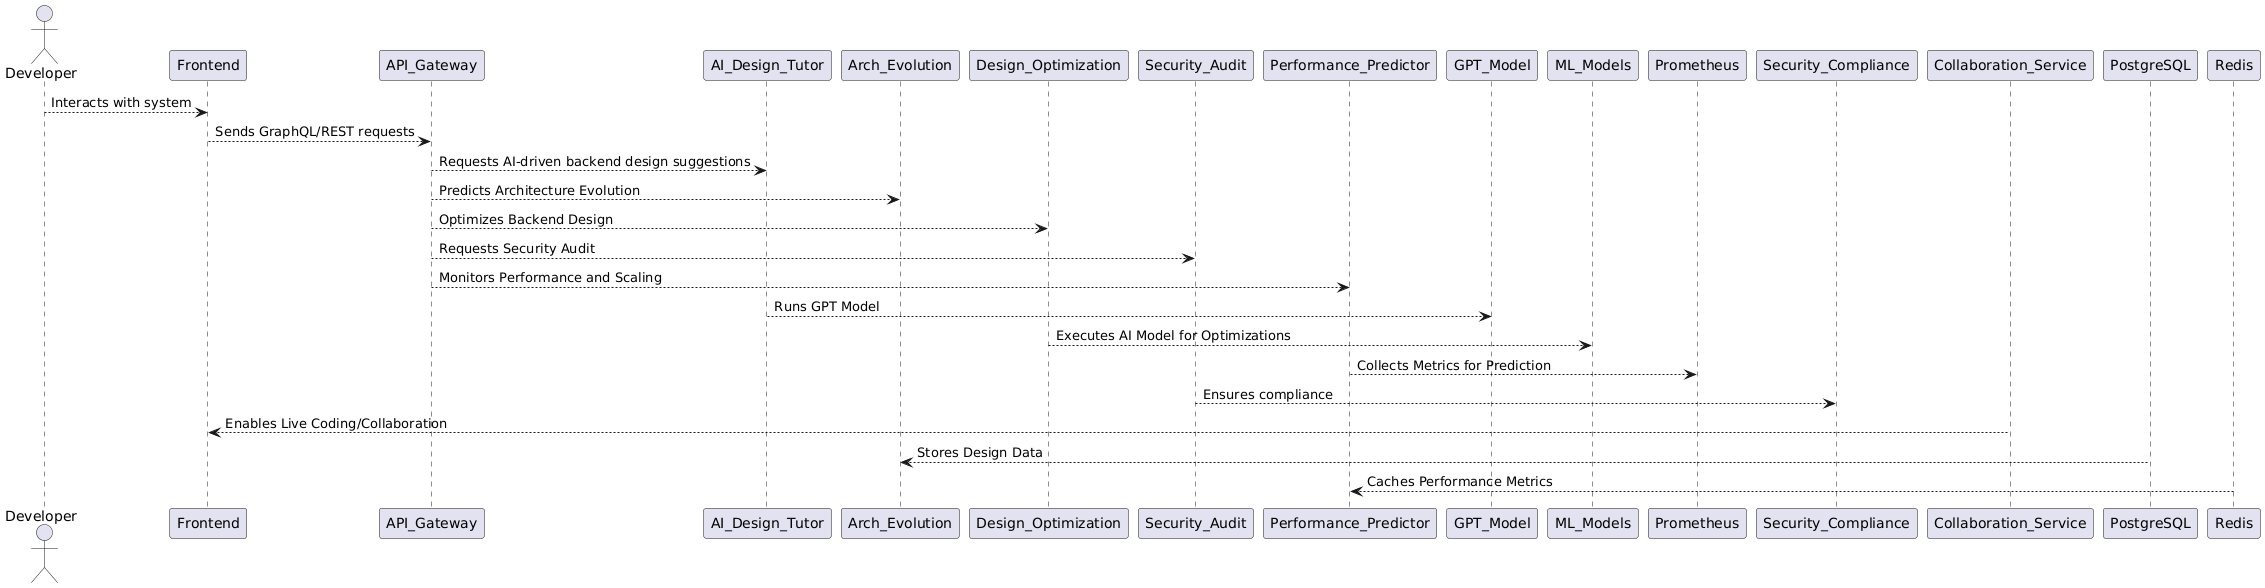 Developer
Frontend
API_Gateway
AI_Design_Tutor
Arch_Evolution
Design_Optimization
Security_Audit
Performance_Predictor
GPT_Model
ML_Models
Prometheus
Security_Compliance
Collaboration_Service
PostgreSQL
Redis
Interacts with system
Sends GraphQL/REST requests
Requests AI-driven backend design suggestions
Predicts Architecture Evolution
Optimizes Backend Design
Requests Security Audit
Monitors Performance and Scaling
Runs GPT Model
Executes AI Model for Optimizations
Collects Metrics for Prediction
Ensures compliance
Enables Live Coding/Collaboration
Stores Design Data
Caches Performance Metrics
Developer
Frontend
API_Gateway
AI_Design_Tutor
Arch_Evolution
Design_Optimization
Security_Audit
Performance_Predictor
GPT_Model
ML_Models
Prometheus
Security_Compliance
Collaboration_Service
PostgreSQL
Redis